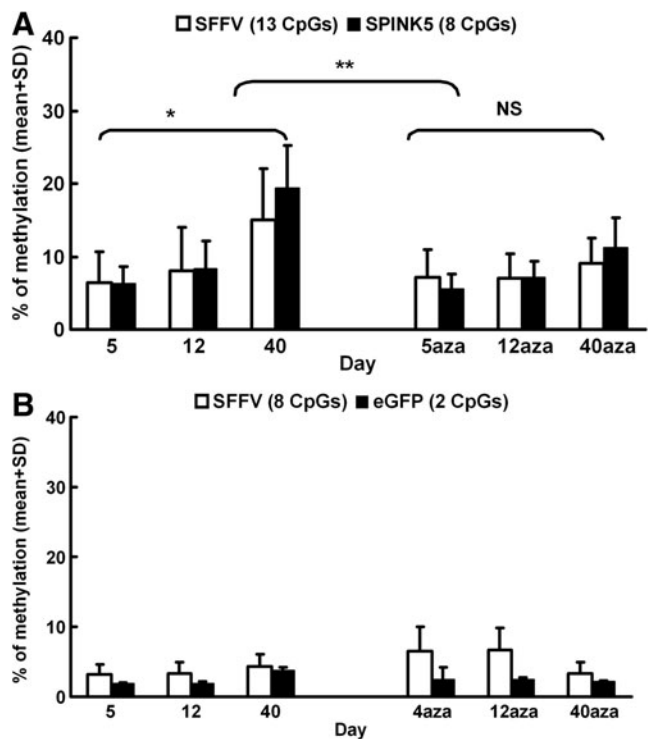 A
SFFV (13 CpGs) SPINK5 (8 CpGs)
% of methylation (mean+SD)
40
30
20
10
0
*
**
NS
5 12 40 5aza 12aza 40aza
Day
B
SFFV (8 CpGs) eGFP (2 CpGs)
% of methylation (mean+SD)
40
30
20
10
0
5 12 40 4aza 12aza 40aza
Day